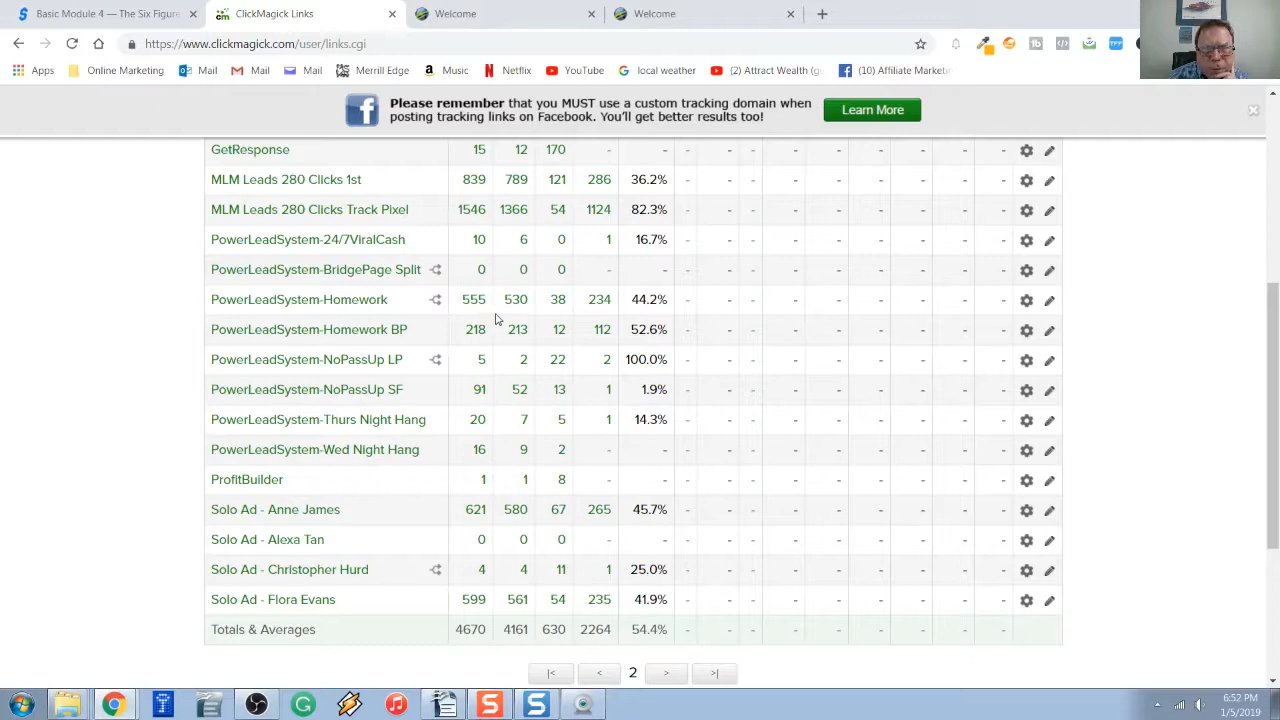 Basic Module 4 — The Six Figure
ClickMagick Links
Welcome
Welcome
https://www.clickmagick.com/user/links.cgi
Apps Online Marketing Mail Mail Merrill Edge Music Netflix YouTube local weather (2) Attract Wealth (g (10) Affiliate Market
Please remember that you MUST use a custom tracking domain when
posting tracking links on Facebook. You'll get better results too!
Learn More
GetResponse 15 12 170 - - - - - - - - - -
MLM Leads 280 Clicks 1st 839 789 121 286 36.2% - - - - - - - -
MLM Leads 280 Clicks Track Pixel 1546 1366 54 1124 82.3% - - - - - - - -
PowerLeadSystem-24/7ViralCash 10 6 0 1 16.7% - - - - - - - -
PowerLeadSystem-BridgePage Split 0 0 0 - - - - - - - - - -
PowerLeadSystem-Homework 555 530 38 234 44.2% - - - - - - - -
PowerLeadSystem-Homework BP 218 213 12 112 52.6% - - - - - - - -
PowerLeadSystem-NoPassUp LP 5 2 22 2 100.0% - - - - - - - -
PowerLeadSystem-NoPassUp SF 91 52 13 1 1.9% - - - - - - - -
PowerLeadSystem-Thurs Night Hang 20 7 5 1 14.3% - - - - - - - -
PowerLeadSystem-Wed Night Hang 16 9 2 - - - - - - - - - -
ProfitBuilder 1 1 8 - - - - - - - - - -
Solo Ad - Anne James 621 580 67 265 45.7% - - - - - - - -
Solo Ad - Alexa Tan 0 0 0 - - - - - - - - - -
Solo Ad - Christopher Hurd 4 4 11 1 25.0% - - - - - - - -
Solo Ad - Flora Evans 599 561 54 235 41.9% - - - - - - - -
Totals & Averages 4670 4161 630 2264 54.4% - - - - - - - -
|< < 2 > >|
6:52 PM
1/5/2019